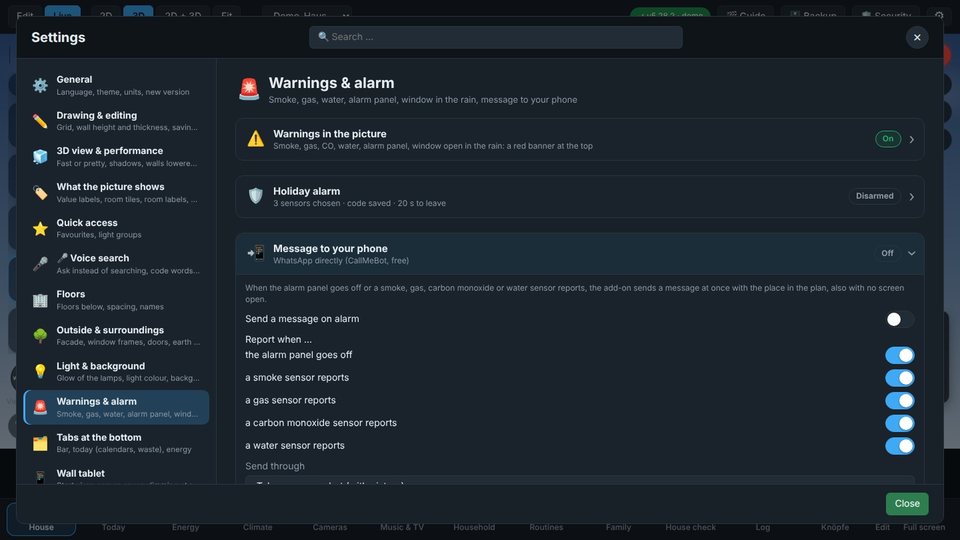 Edit Live 2D 3D 2D + 3D Fit Demo-Haus v6.28.2 · demo Guide Backup Security
Settings
Search ...
General
Language, theme, units, new version
Drawing & editing
Grid, wall height and thickness, savin...
3D view & performance
Fast or pretty, shadows, walls lowere...
What the picture shows
Value labels, room tiles, room labels, ...
Quick access
Favourites, light groups
Voice search
Ask instead of searching, code words...
Floors
Floors below, spacing, names
Outside & surroundings
Facade, window frames, doors, earth ...
Light & background
Glow of the lamps, light colour, backg...
Warnings & alarm
Smoke, gas, water, alarm panel, wind...
Tabs at the bottom
Bar, today (calendars, waste), energy
Wall tablet
Warnings & alarm
Smoke, gas, water, alarm panel, window in the rain, message to your phone
Warnings in the picture
Smoke, gas, CO, water, alarm panel, window open in the rain: a red banner at the top
On
Holiday alarm
3 sensors chosen · code saved · 20 s to leave
Disarmed
Message to your phone
WhatsApp directly (CallMeBot, free)
Off
When the alarm panel goes off or a smoke, gas, carbon monoxide or water sensor reports, the add-on sends a message at once with the place in the plan, also with no screen
open.
Send a message on alarm
Report when ...
the alarm panel goes off
a smoke sensor reports
a gas sensor reports
a carbon monoxide sensor reports
a water sensor reports
Send through
Close
House Today Energy Climate Cameras Music & TV Household Routines Family House check Log Knöpfe Edit Full screen